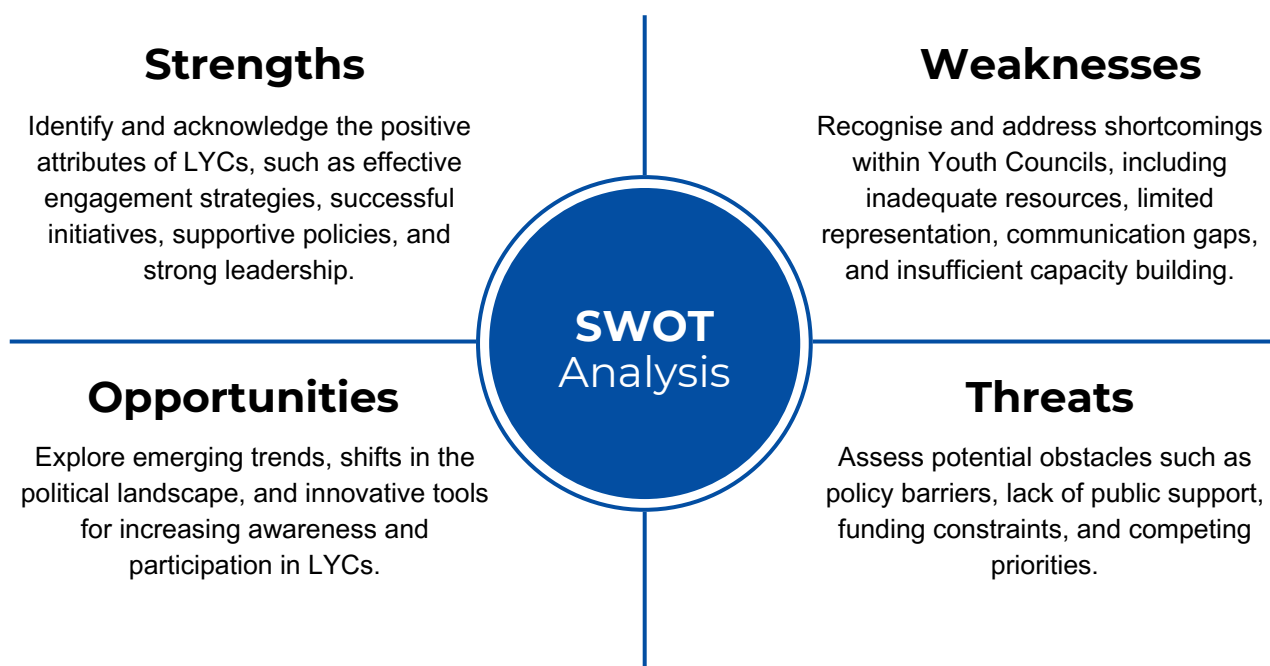 Strengths
Identify and acknowledge the positive
attributes of LYCs, such as effective
engagement strategies, successful
initiatives, supportive policies, and
strong leadership.
Weaknesses
Recognise and address shortcomings
within Youth Councils, including
inadequate resources, limited
representation, communication gaps,
and insufficient capacity building.
SWOT
Analysis
Opportunities
Explore emerging trends, shifts in the
political landscape, and innovative tools
for increasing awareness and
participation in LYCs.
Threats
Assess potential obstacles such as
policy barriers, lack of public support,
funding constraints, and competing
priorities.